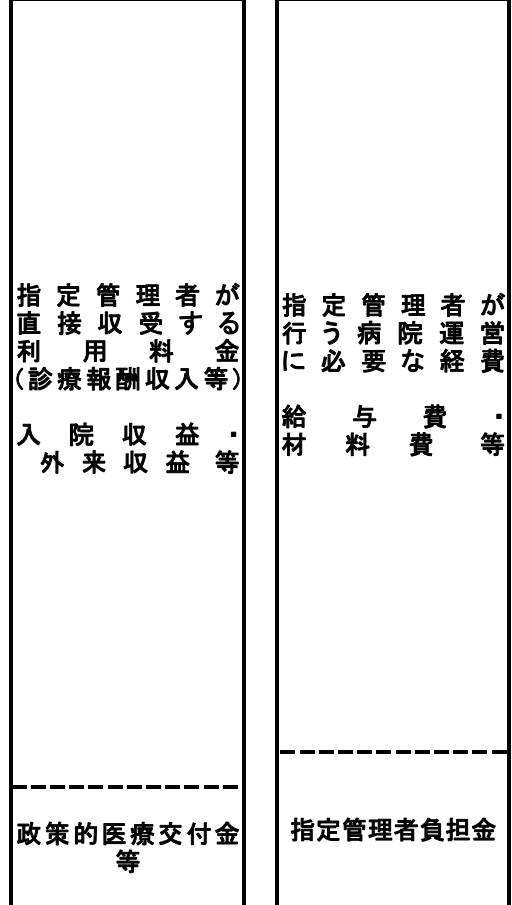 指定管理者が
直接収受する
利用料金
(診療報酬収入等)
入院収益・
外来収益等
政策的医療交付金
等
指定管理者が
行う病院運営
に必要な経費
給与費・
材料費等
指定管理者負担金